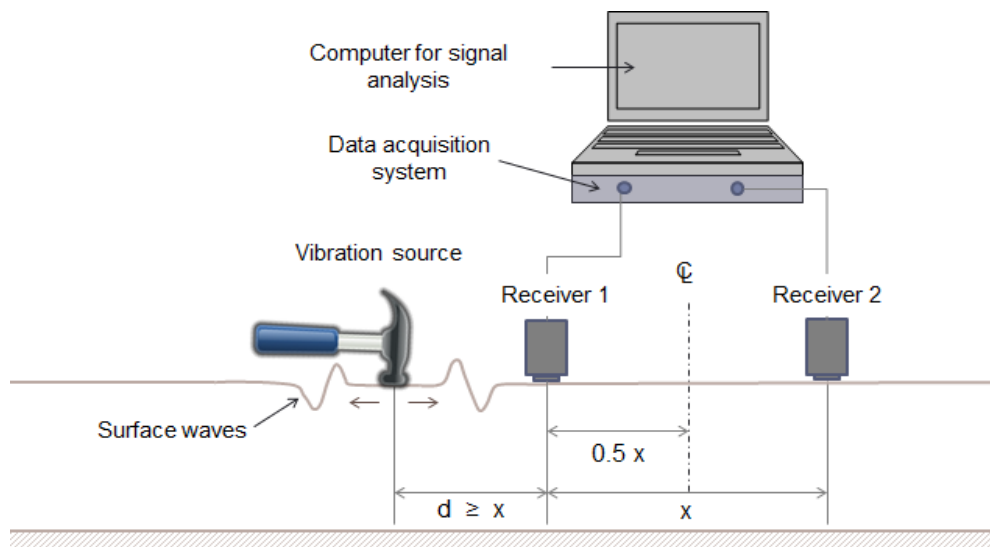 Computer for signal
analysis
Data acquisition
system
Vibration source
℄
Receiver 1
Receiver 2
Surface waves
0.5 x
d ≥ x
x